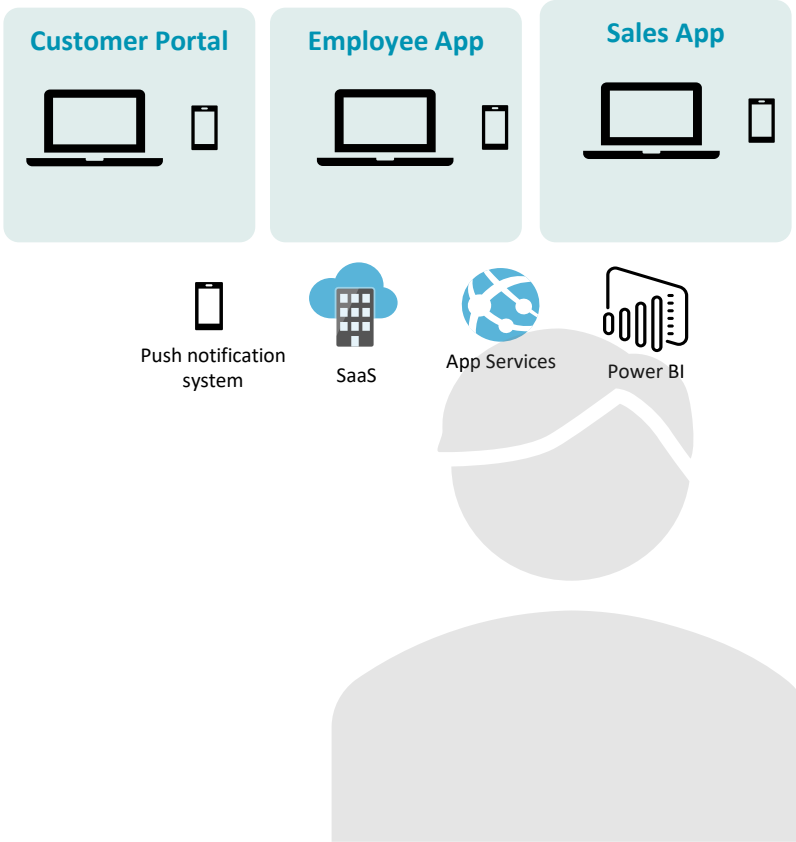 Customer Portal
Employee App
Sales App
Push notification
system
SaaS
App Services
Power BI